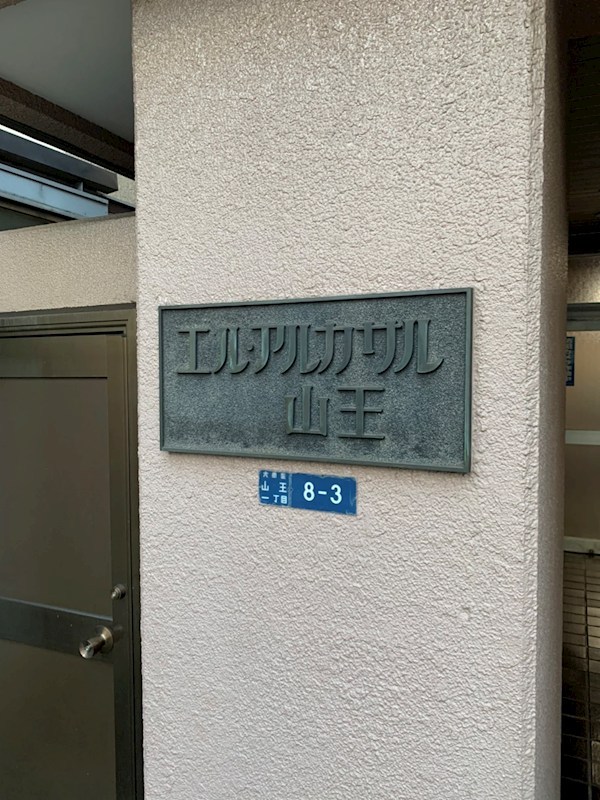 エル・アルカサル
山王
大田区
山王
一丁目
8-3